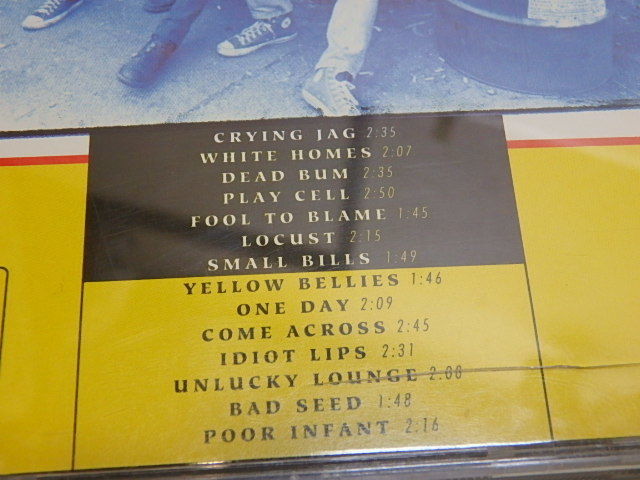 CRYING JAG 2:35
WHITE HOMES 2:07
DEAD BUM 2:35
PLAY CELL 2:50
FOOL TO BLAME 1:45
LOCUST 2:15
SMALL BILLS 1:49
YELLOW BELLIES 1:46
ONE DAY 2:09
COME ACROSS 2:45
IDIOT LIPS 2:31
UNLUCKY LOUNGE 2:00
BAD SEED 1:48
POOR INFANT 2:16